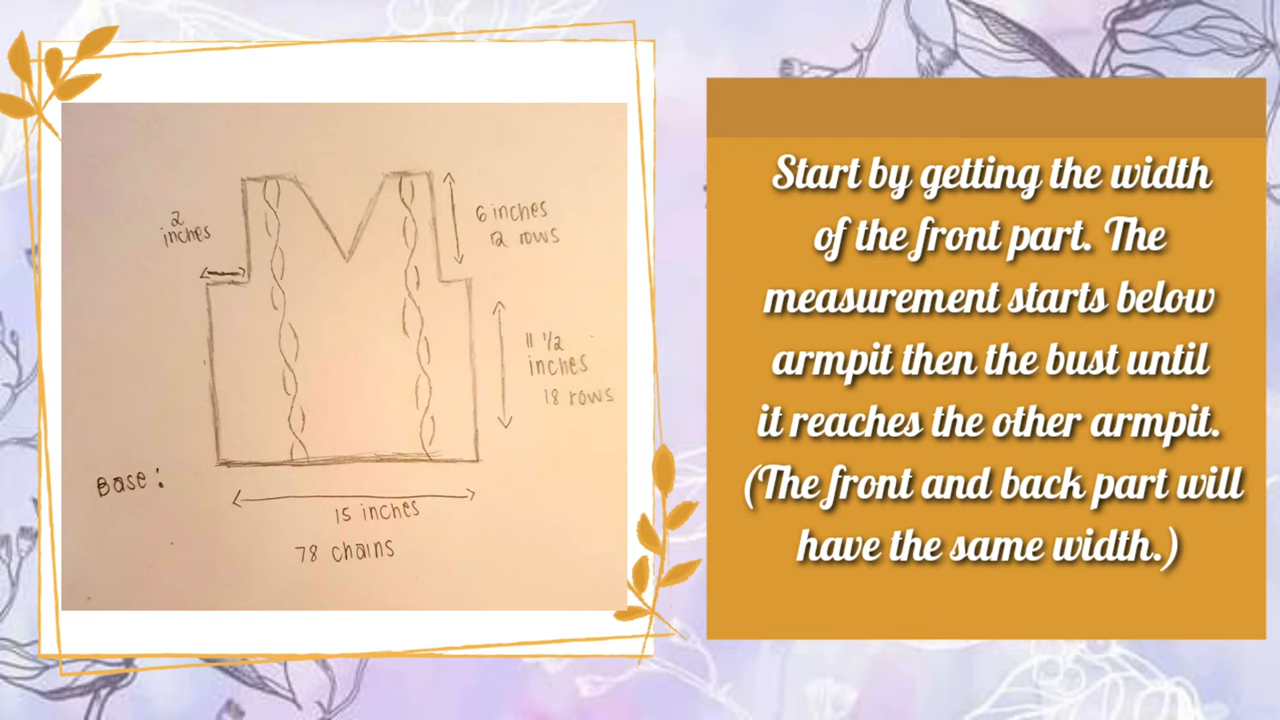 2
inches
6 inches
12 rows
11 1/2
inches
18 rows
Base:
15 inches
78 chains
Start by getting the width
of the front part. The
measurement starts below
armpit then the bust until
it reaches the other armpit.
(The front and back part will
have the same width.)